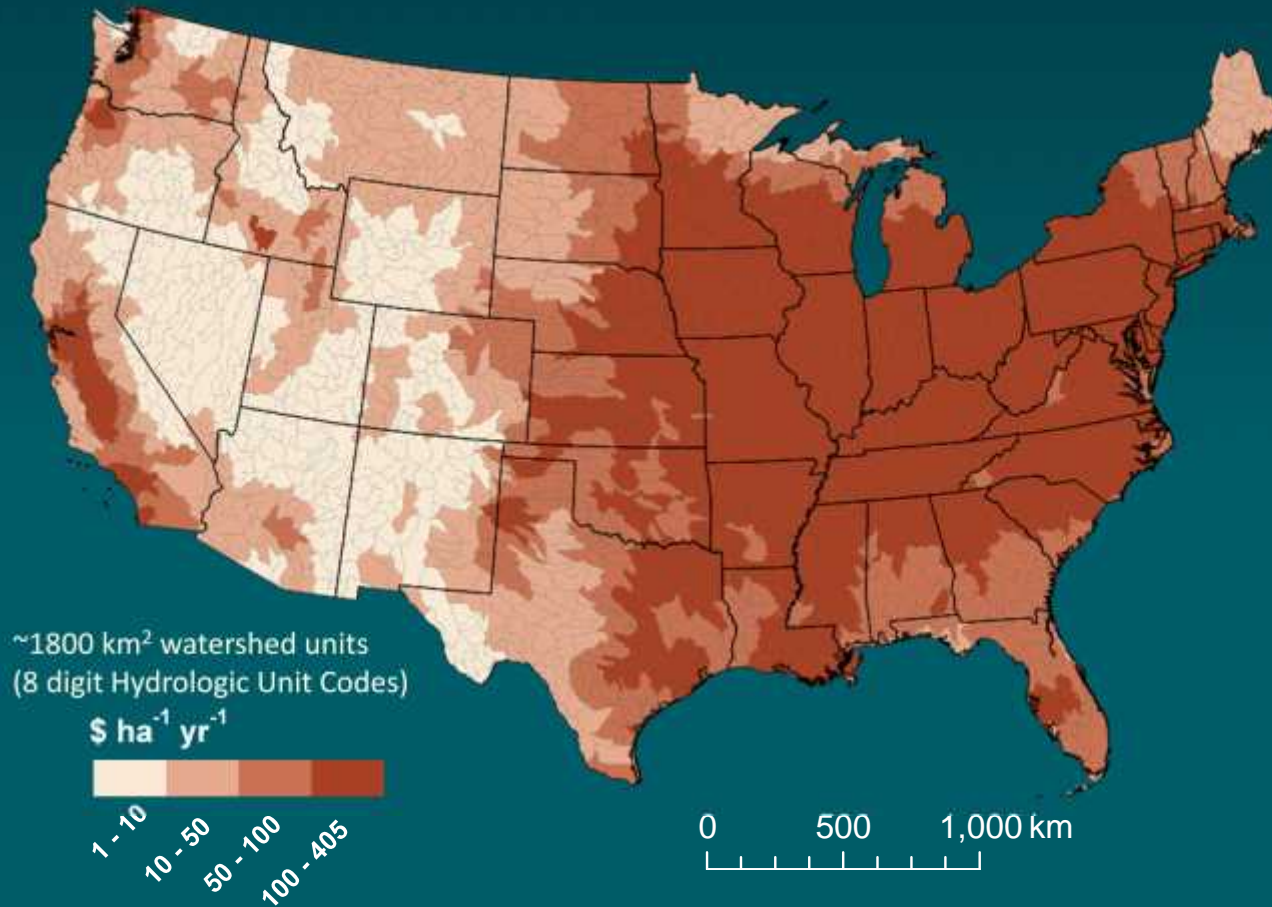 ~1800 km² watershed units
(8 digit Hydrologic Unit Codes)
$ ha⁻¹ yr⁻¹
1 - 10
10 - 50
50 - 100
100 - 405
0 500 1,000 km